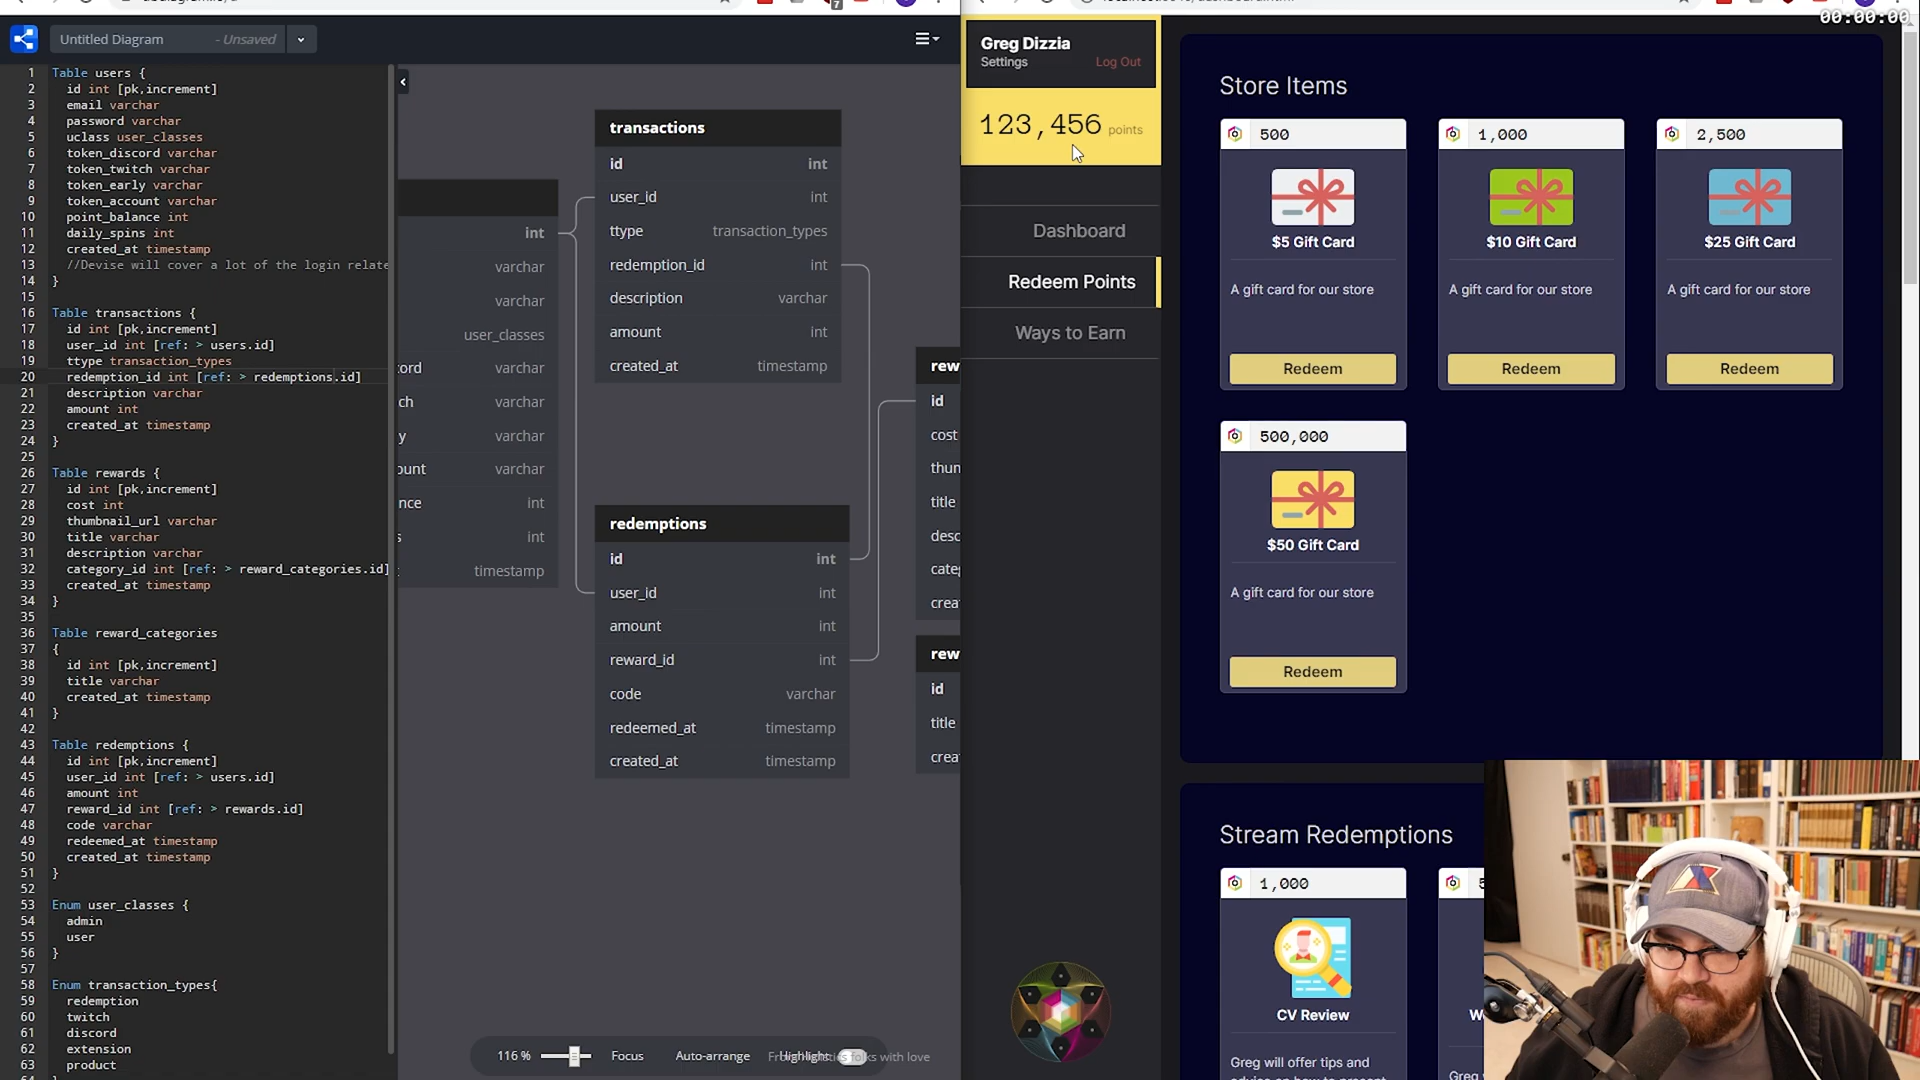 Untitled Diagram - Unsaved
1 Table users {
2 id int [pk,increment]
3 email varchar
4 password varchar
5 uclass user_classes
6 token_discord varchar
7 token_twitch varchar
8 token_early varchar
9 token_account varchar
10 point_balance int
11 daily_spins int
12 created_at timestamp
13 //Devise will cover a lot of the login relate
14 }
15
16 Table transactions {
17 id int [pk,increment]
18 user_id int [ref: > users.id]
19 ttype transaction_types
20 redemption_id int [ref: > redemptions.id]
21 description varchar
22 amount int
23 created_at timestamp
24 }
25
26 Table rewards {
27 id int [pk,increment]
28 cost int
29 thumbnail_url varchar
30 title varchar
31 description varchar
32 category_id int [ref: > reward_categories.id]
33 created_at timestamp
34 }
35
36 Table reward_categories
37 {
38 id int [pk,increment]
39 title varchar
40 created_at timestamp
41 }
42
43 Table redemptions {
44 id int [pk,increment]
45 user_id int [ref: > users.id]
46 amount int
47 reward_id int [ref: > rewards.id]
48 code varchar
49 redeemed_at timestamp
50 created_at timestamp
51 }
52
53 Enum user_classes {
54 admin
55 user
56 }
57
58 Enum transaction_types{
59 redemption
60 twitch
61 discord
62 extension
63 product
int
varchar
varchar
user_classes
cord varchar
ch varchar
y varchar
ount varchar
nce int
s int
timestamp
transactions
id int
user_id int
ttype transaction_types
redemption_id int
description varchar
amount int
created_at timestamp
redemptions
id int
user_id int
amount int
reward_id int
code varchar
redeemed_at timestamp
created_at timestamp
rew
id
cost
thun
title
desc
cate
crea
rew
id
title
crea
116 % Focus Auto-arrange Highlight folks with love
7
00:00:00
Greg Dizzia
Settings Log Out
123,456 points
Dashboard
Redeem Points
Ways to Earn
Store Items
500
$5 Gift Card
A gift card for our store
Redeem
1,000
$10 Gift Card
A gift card for our store
Redeem
2,500
$25 Gift Card
A gift card for our store
Redeem
500,000
$50 Gift Card
A gift card for our store
Redeem
Stream Redemptions
1,000
CV Review
Greg will offer tips and